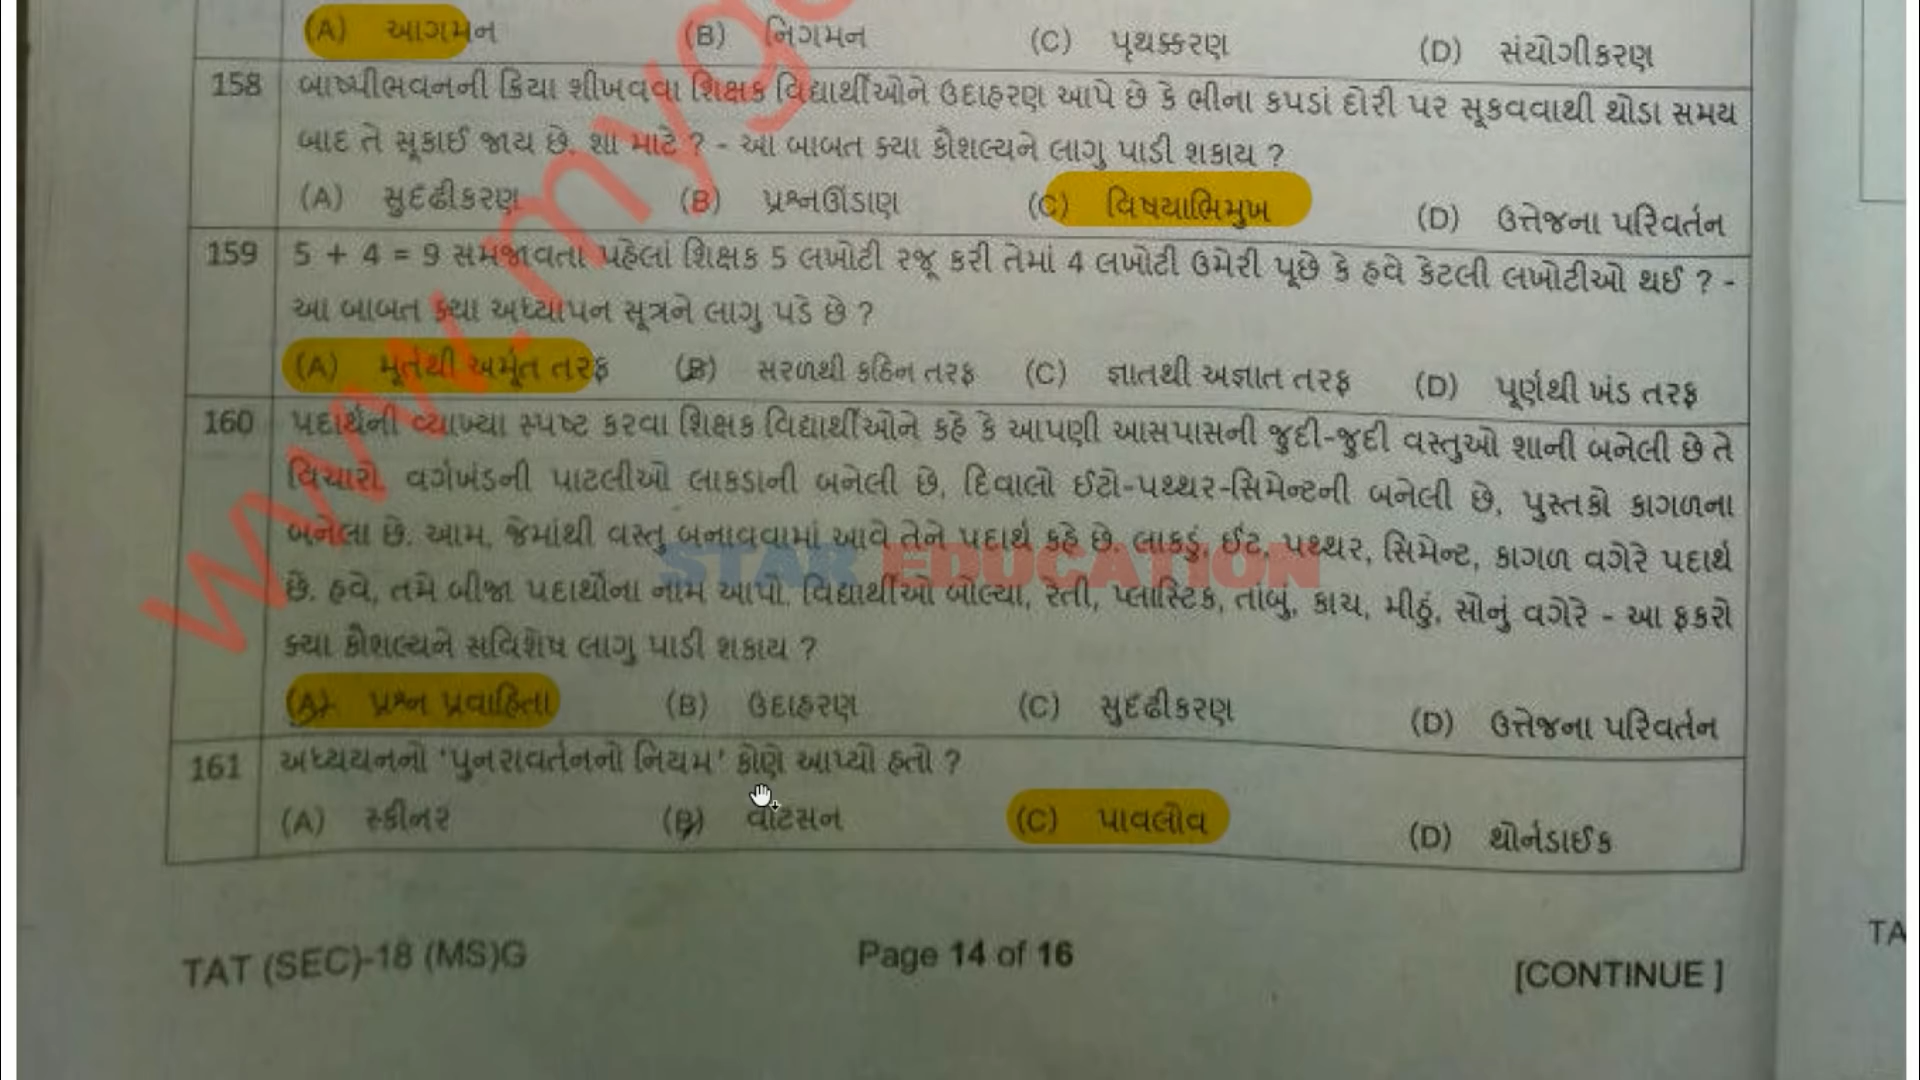 (A) આગમન (B) નિગમન (C) પૃથક્કરણ (D) સંયોગીકરણ
158 બાષ્પીભવનની ક્રિયા શીખવવા શિક્ષક વિદ્યાર્થીઓને ઉદાહરણ આપે છે કે ભીના કપડાં દોરી પર સૂકવવાથી થોડા સમય
બાદ તે સૂકાઈ જાય છે. શા માટે ? - આ બાબત ક્યા કૌશલ્યને લાગુ પાડી શકાય ?
(A) સુદૃઢીકરણ (B) પ્રશ્નઊંડાણ (C) વિષયાભિમુખ (D) ઉત્તેજના પરિવર્તન
159 5 + 4 = 9 સમજાવતા પહેલાં શિક્ષક 5 લખોટી રજૂ કરી તેમાં 4 લખોટી ઉમેરી પૂછે કે હવે કેટલી લખોટીઓ થઈ ? -
આ બાબત ક્યા અધ્યાપન સૂત્રને લાગુ પડે છે ?
(A) મૂર્તથી અમૂર્ત તરફ (B) સરળથી કઠિન તરફ (C) જ્ઞાતથી અજ્ઞાત તરફ (D) પૂર્ણથી ખંડ તરફ
160 પદાર્થની વ્યાખ્યા સ્પષ્ટ કરવા શિક્ષક વિદ્યાર્થીઓને કહે કે આપણી આસપાસની જુદી-જુદી વસ્તુઓ શાની બનેલી છે તે
વિચારો. વર્ગખંડની પાટલીઓ લાકડાની બનેલી છે, દિવાલો ઈટો-પથ્થર-સિમેન્ટની બનેલી છે, પુસ્તકો કાગળના
બનેલા છે. આમ, જેમાંથી વસ્તુ બનાવવામાં આવે તેને પદાર્થ કહે છે. લાકડું, ઈંટ, પથ્થર, સિમેન્ટ, કાગળ વગેરે પદાર્થ
છે. હવે, તમે બીજા પદાર્થોના નામ આપો. વિદ્યાર્થીઓ બોલ્યા, રેતી, પ્લાસ્ટિક, તાંબું, કાચ, મીઠું, સોનું વગેરે - આ ફકરો
ક્યા કૌશલ્યને સવિશેષ લાગુ પાડી શકાય ?
(A) પ્રશ્ન પ્રવાહિતા (B) ઉદાહરણ (C) સુદૃઢીકરણ (D) ઉત્તેજના પરિવર્તન
161 અધ્યયનનો 'પુનરાવર્તનનો નિયમ' કોણે આપ્યો હતો ?
(A) સ્કીનર (B) વૉટસન (C) પાવલોવ (D) થોર્નડાઈક
TAT (SEC)-18 (MS)G Page 14 of 16 [CONTINUE ]
TA
www.myg
STAR EDUCATION